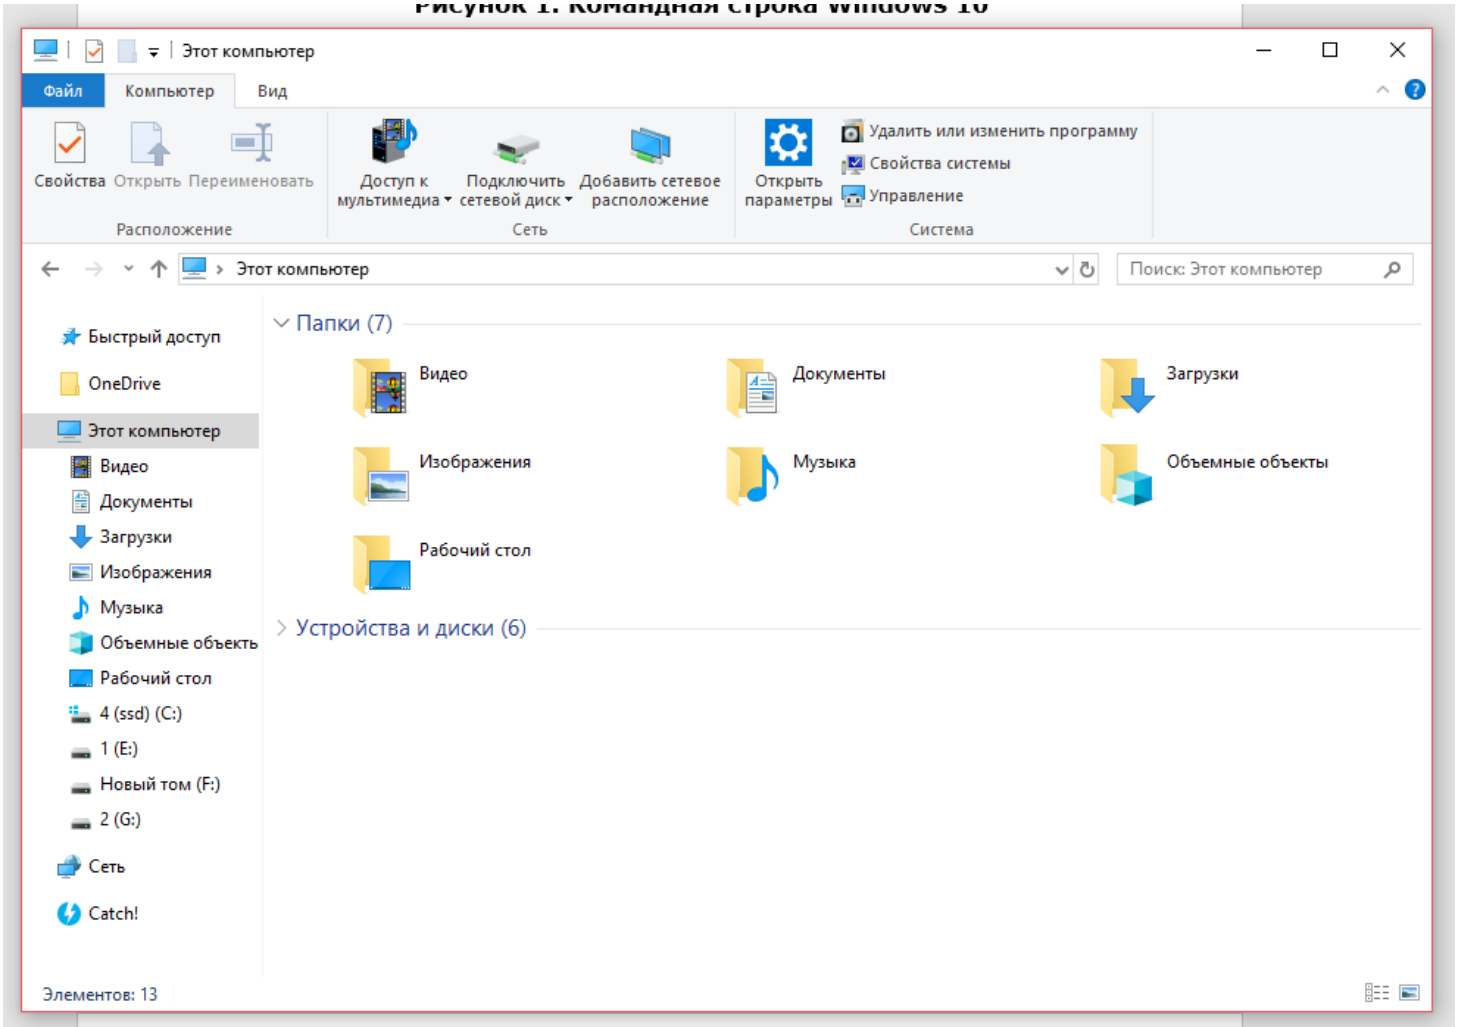 Рисунок 1. Командная строка Windows 10
Этот компьютер
Файл Компьютер Вид
Свойства Открыть Переименовать
Расположение
Доступ к мультимедиа
Подключить сетевой диск
Добавить сетевое расположение
Сеть
Открыть параметры
Удалить или изменить программу
Свойства системы
Управление
Система
Этот компьютер
Поиск: Этот компьютер
Быстрый доступ
OneDrive
Этот компьютер
Видео
Документы
Загрузки
Изображения
Музыка
Объемные объекть
Рабочий стол
4 (ssd) (C:)
1 (E:)
Новый том (F:)
2 (G:)
Сеть
Catch!
Папки (7)
Видео
Документы
Загрузки
Изображения
Музыка
Объемные объекты
Рабочий стол
Устройства и диски (6)
Элементов: 13